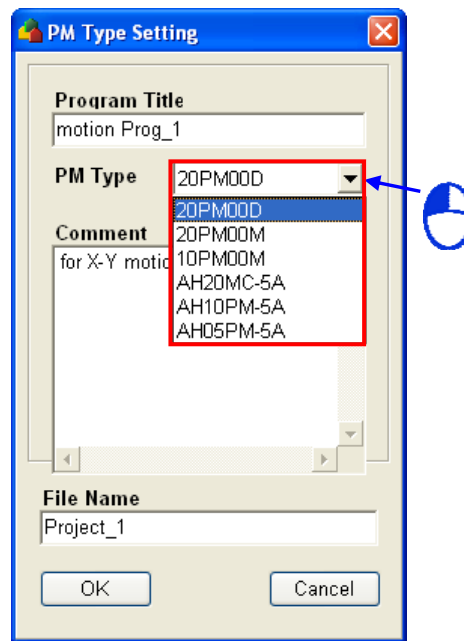 PM Type Setting
Program Title
motion Prog_1
PM Type
20PM00D
20PM00D
20PM00M
10PM00M
AH20MC-5A
AH10PM-5A
AH05PM-5A
Comment
for X-Y motio
File Name
Project_1
OK
Cancel